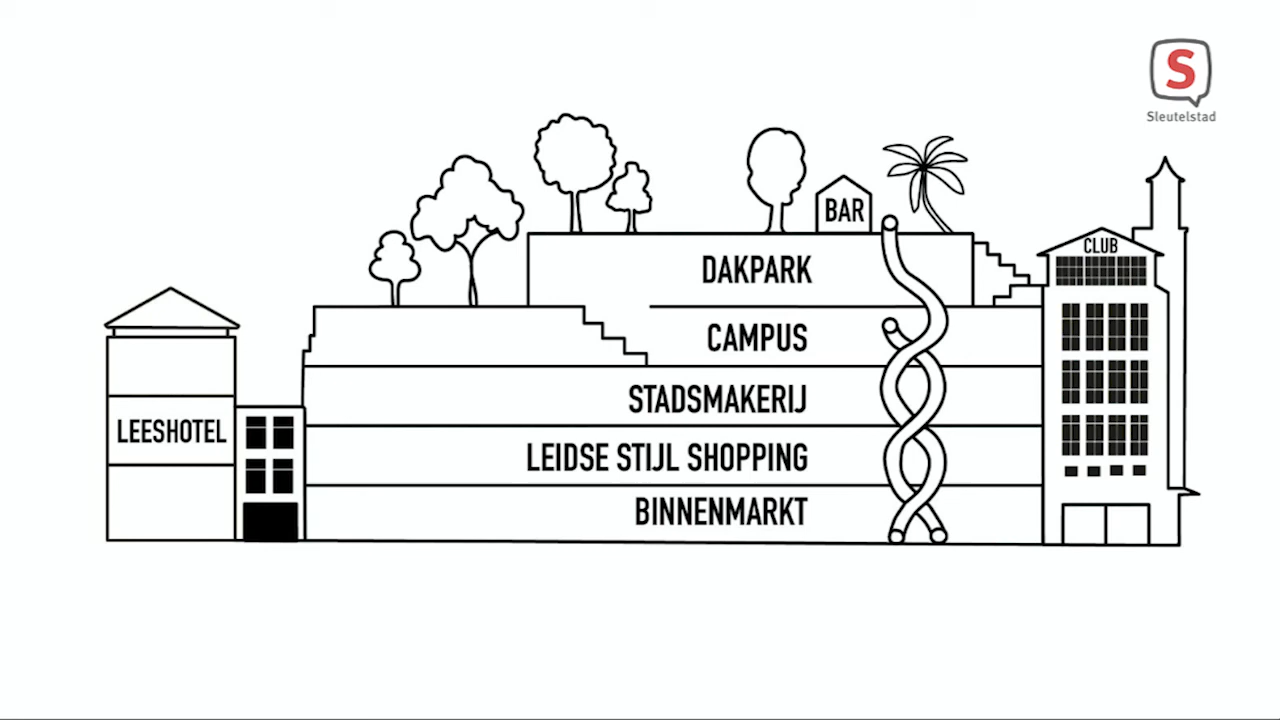 S
Sleutelstad
BAR
CLUB
DAKPARK
CAMPUS
STADSMAKERIJ
LEESHOTEL
LEIDSE STIJL SHOPPING
BINNENMARKT